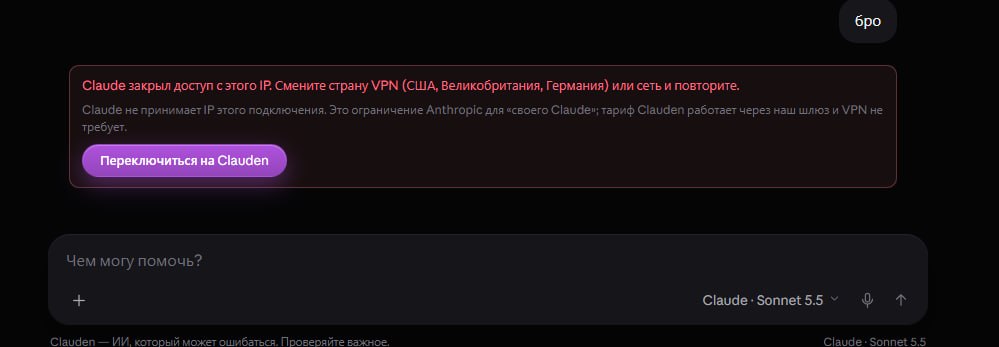 бро
Claude закрыл доступ с этого IP. Смените страну VPN (США, Великобритания, Германия) или сеть и повторите.
Claude не принимает IP этого подключения. Это ограничение Anthropic для «своего Claude»; тариф Clauden работает через наш шлюз и VPN не
требует.
Переключиться на Clauden
Чем могу помочь?
Claude · Sonnet 5.5
Clauden — ИИ, который может ошибаться. Проверяйте важное.
Claude · Sonnet 5.5